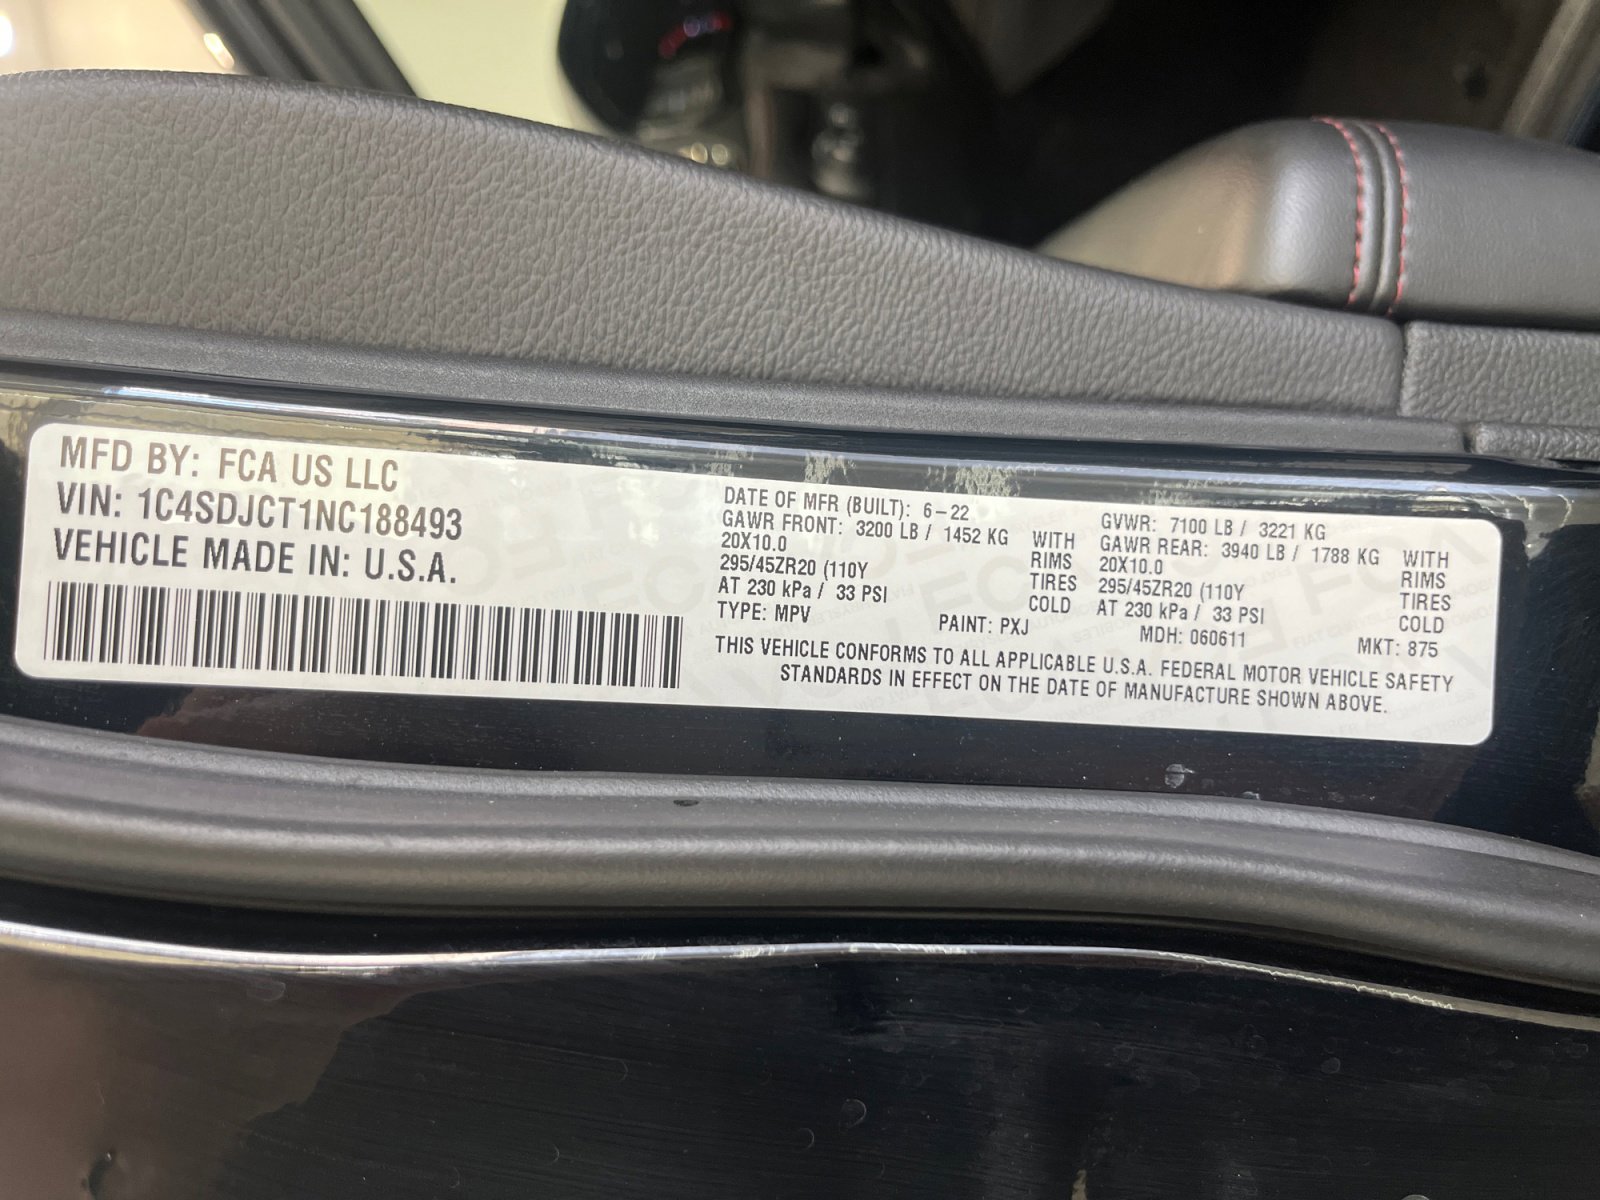 MFD BY: FCA US LLC
VIN: 1C4SDJCT1NC188493
VEHICLE MADE IN: U.S.A.
DATE OF MFR (BUILT): 6-22
GAWR FRONT: 3200 LB / 1452 KG WITH
20X10.0 RIMS
295/45ZR20 (110Y TIRES
AT 230 kPa / 33 PSI COLD
GVWR: 7100 LB / 3221 KG
GAWR REAR: 3940 LB / 1788 KG WITH
20X10.0 RIMS
295/45ZR20 (110Y TIRES
AT 230 kPa / 33 PSI COLD
TYPE: MPV PAINT: PXJ MDH: 060611 MKT: 875
THIS VEHICLE CONFORMS TO ALL APPLICABLE U.S.A. FEDERAL MOTOR VEHICLE SAFETY
STANDARDS IN EFFECT ON THE DATE OF MANUFACTURE SHOWN ABOVE.